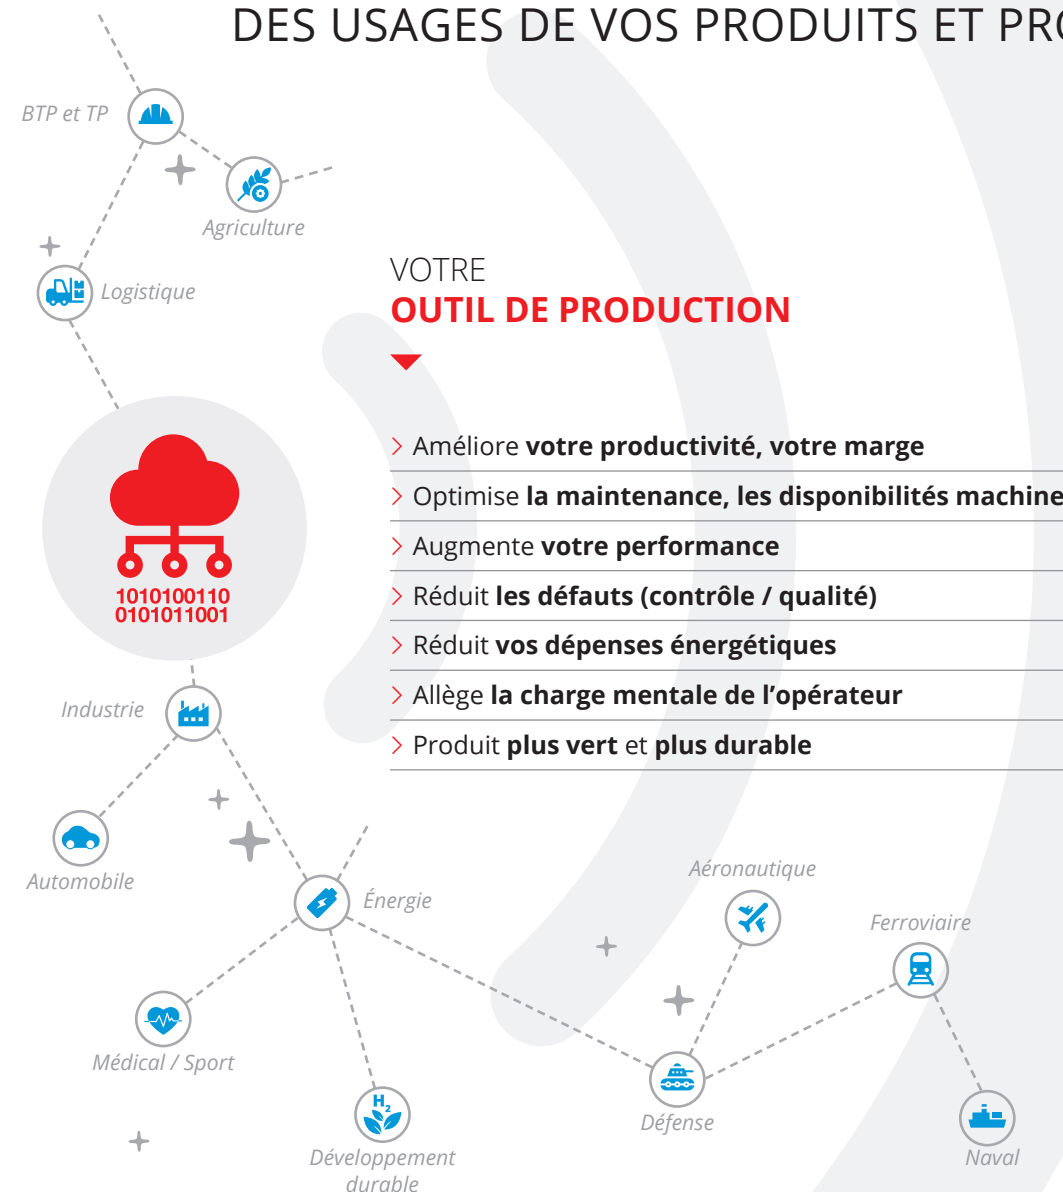 DES USAGES DE VOS PRODUITS ET
BTP et TP
Agriculture
Logistique
VOTRE
OUTIL DE PRODUCTION
> Améliore votre productivité, votre marge
> Optimise la maintenance, les disponibilités machine
> Augmente votre performance
> Réduit les défauts (contrôle / qualité)
> Réduit vos dépenses énergétiques
> Allège la charge mentale de l’opérateur
> Produit plus vert et plus durable
1010100110
0101011001
Industrie
Automobile
Énergie
Aéronautique
Ferroviaire
Médical / Sport
H2
Développement
durable
Défense
Naval